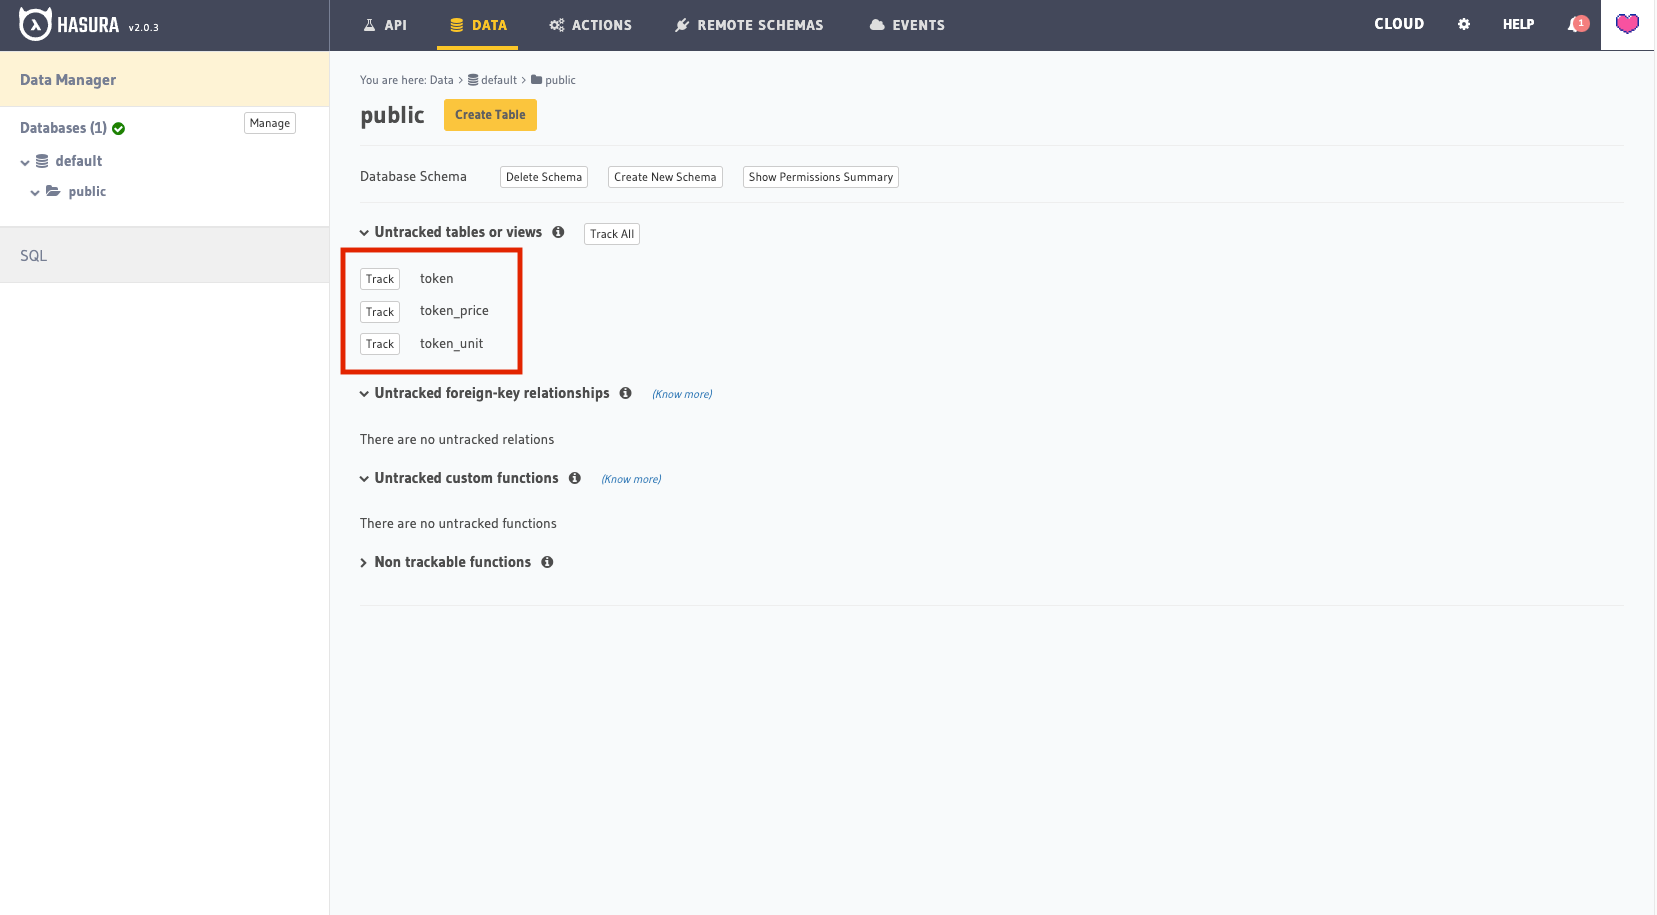 HASURA v2.0.3
API DATA ACTIONS REMOTE SCHEMAS EVENTS CLOUD HELP 1
Data Manager
Databases (1) Manage
default
public
SQL
You are here: Data > default > public
public Create Table
Database Schema Delete Schema Create New Schema Show Permissions Summary
Untracked tables or views Track All
Track token
Track token_price
Track token_unit
Untracked foreign-key relationships (Know more)
There are no untracked relations
Untracked custom functions (Know more)
There are no untracked functions
Non trackable functions